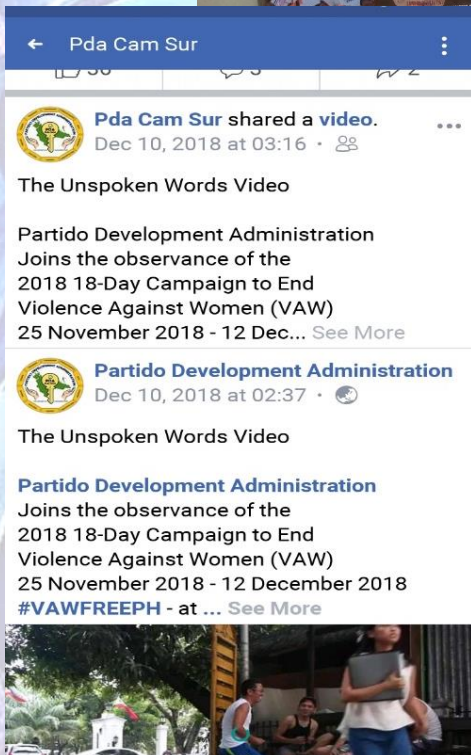 Pda Cam Sur
Pda Cam Sur shared a video.
Dec 10, 2018 at 03:16 ·
The Unspoken Words Video
Partido Development Administration
Joins the observance of the
2018 18-Day Campaign to End
Violence Against Women (VAW)
25 November 2018 - 12 Dec... See More
Partido Development Administration
Dec 10, 2018 at 02:37 ·
The Unspoken Words Video
Partido Development Administration
Joins the observance of the
2018 18-Day Campaign to End
Violence Against Women (VAW)
25 November 2018 - 12 December 2018
#VAWFREEPH - at ... See More